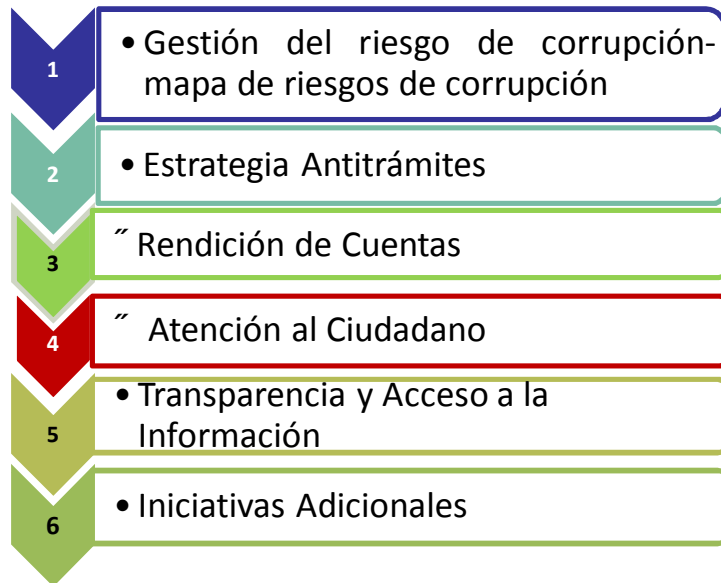 1
• Gestión del riesgo de corrupción-
mapa de riesgos de corrupción
2
• Estrategia Antitrámites
3
˝ Rendición de Cuentas
4
˝ Atención al Ciudadano
5
• Transparencia y Acceso a la
Información
6
• Iniciativas Adicionales